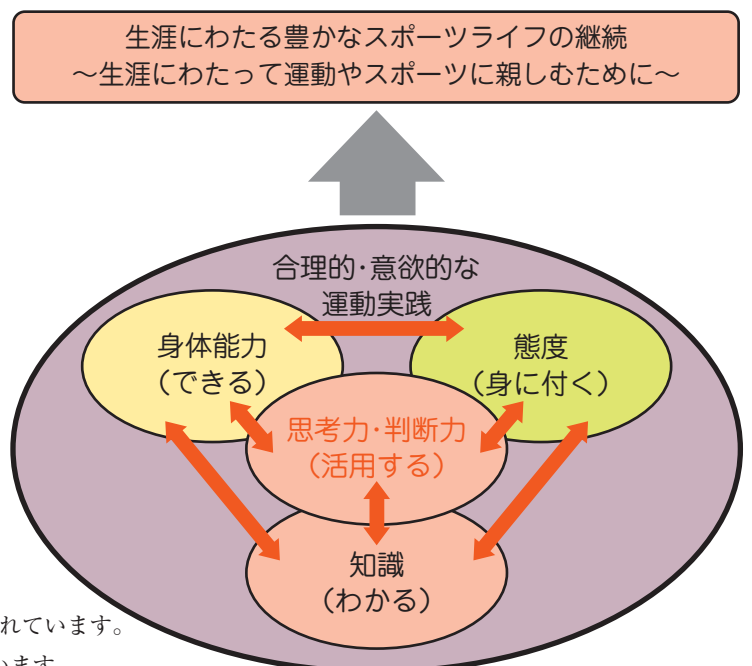 生涯にわたる豊かなスポーツライフの継続
～生涯にわたって運動やスポーツに親しむために～
合理的・意欲的な
運動実践
身体能力
（できる）
態度
（身に付く）
思考力・判断力
（活用する）
知識
（わかる）
れています。
います